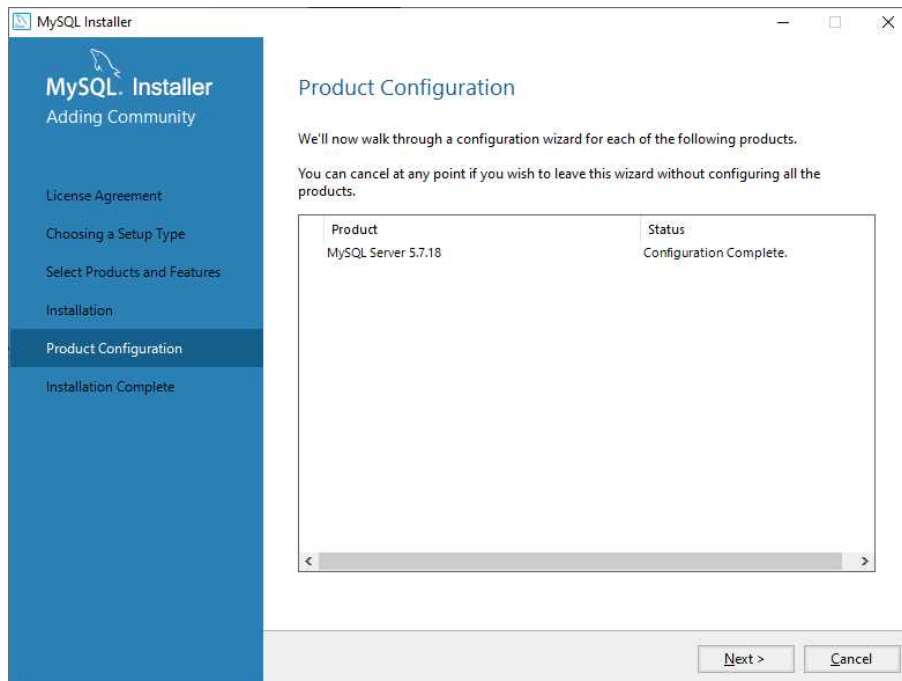 MySQL Installer
MySQL. Installer
Adding Community
License Agreement
Choosing a Setup Type
Select Products and Features
Installation
Product Configuration
Installation Complete
Product Configuration
We'll now walk through a configuration wizard for each of the following products.
You can cancel at any point if you wish to leave this wizard without configuring all the
products.
Product Status
MySQL Server 5.7.18 Configuration Complete.
Next > Cancel